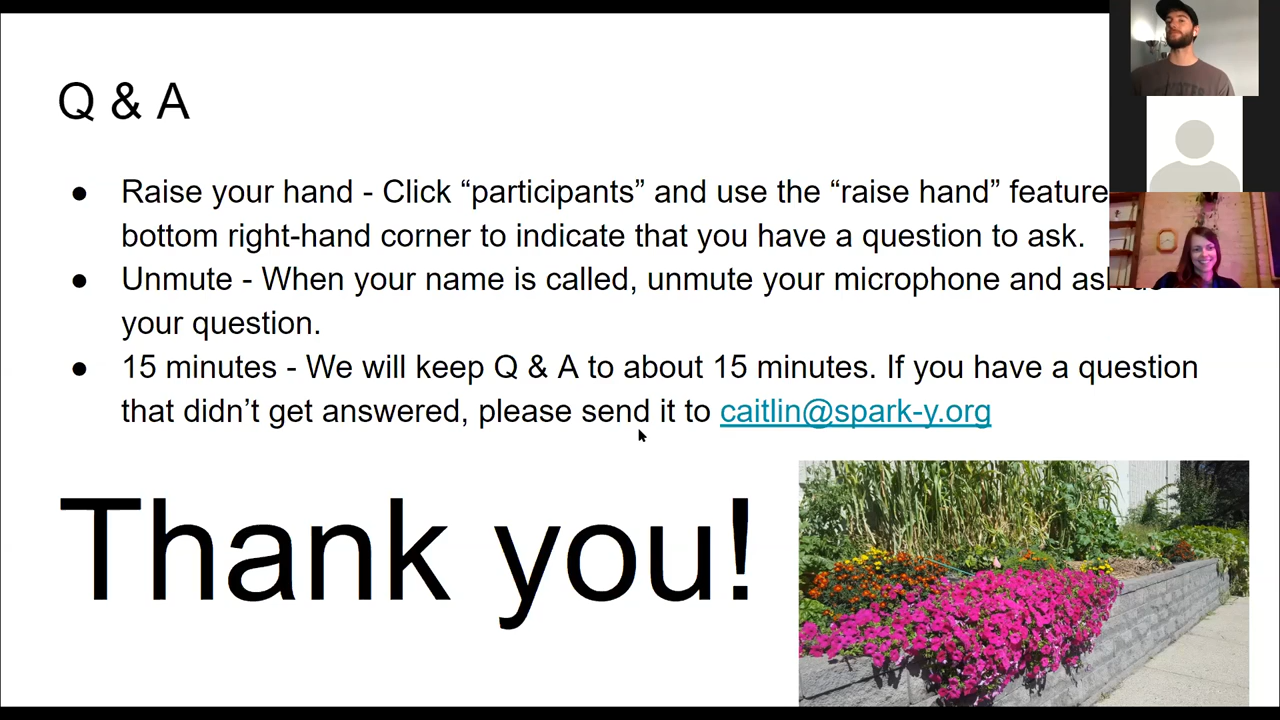 Q & A
● Raise your hand - Click “participants” and use the “raise hand” feature
bottom right-hand corner to indicate that you have a question to ask.
● Unmute - When your name is called, unmute your microphone and ask
your question.
● 15 minutes - We will keep Q & A to about 15 minutes. If you have a question
that didn’t get answered, please send it to caitlin@spark-y.org
Thank you!